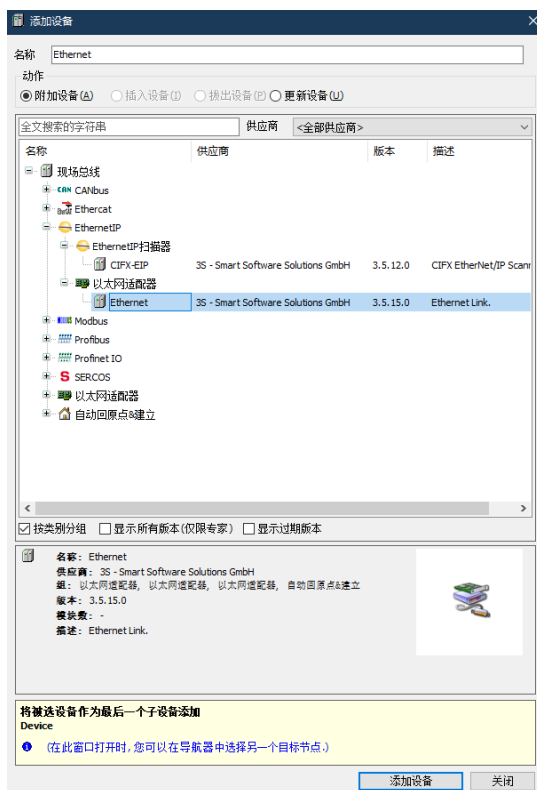 添加设备
名称 Ethernet
动作
附加设备(A) 插入设备(I) 拨出设备(P) 更新设备(U)
全文搜索的字符串 供应商 <全部供应商>
名称 供应商 版本 描述
现场总线
CAN CANbus
Ethercat
EthernetIP
EthernetIP扫描器
CIFX-EIP 3S - Smart Software Solutions GmbH 3.5.12.0 CIFX EtherNet/IP Scanr
以太网适配器
Ethernet 3S - Smart Software Solutions GmbH 3.5.15.0 Ethernet Link.
Modbus
Profibus
Profinet IO
S SERCOS
以太网适配器
自动回原点&建立
按类别分组 显示所有版本(仅限专家) 显示过期版本
名称: Ethernet
供应商: 3S - Smart Software Solutions GmbH
组: 以太网适配器, 以太网适配器, 以太网适配器, 自动回原点&建立
版本: 3.5.15.0
模块数: -
描述: Ethernet Link.
将被选设备作为最后一个子设备添加
Device
(在此窗口打开时, 您可以在导航器中选择另一个目标节点.)
添加设备 关闭